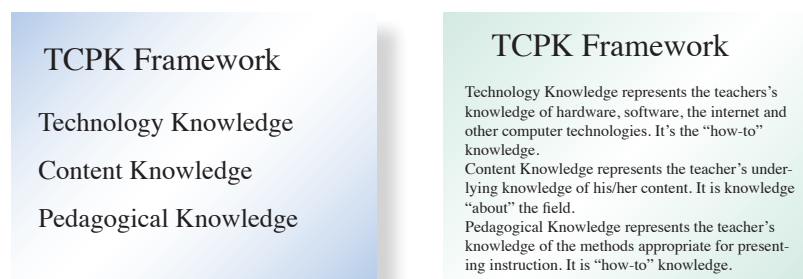 TCPK Framework
Technology Knowledge
Content Knowledge
Pedagogical Knowledge
TCPK Framework
Technology Knowledge represents the teachers's
knowledge of hardware, software, the internet and
other computer technologies. It's the “how-to”
knowledge.
Content Knowledge represents the teacher's under-
lying knowledge of his/her content. It is knowledge
“about” the field.
Pedagogical Knowledge represents the teacher's
knowledge of the methods appropriate for present-
ing instruction. It is “how-to” knowledge.